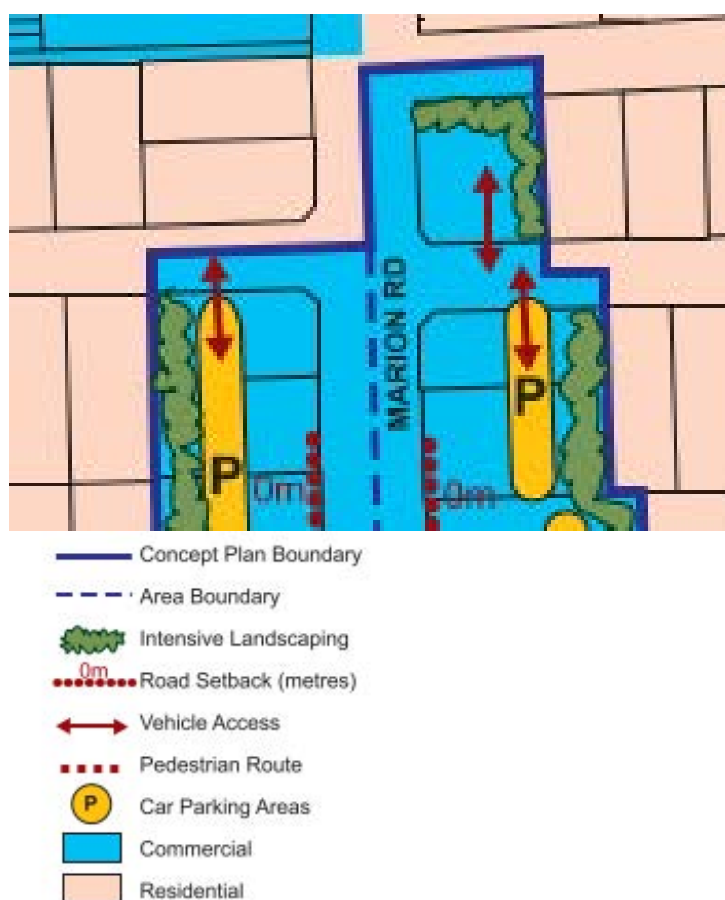 MARION RD
P
P
0m
0m
Concept Plan Boundary
Area Boundary
Intensive Landscaping
0m
Road Setback (metres)
Vehicle Access
Pedestrian Route
P
Car Parking Areas
Commercial
Residential